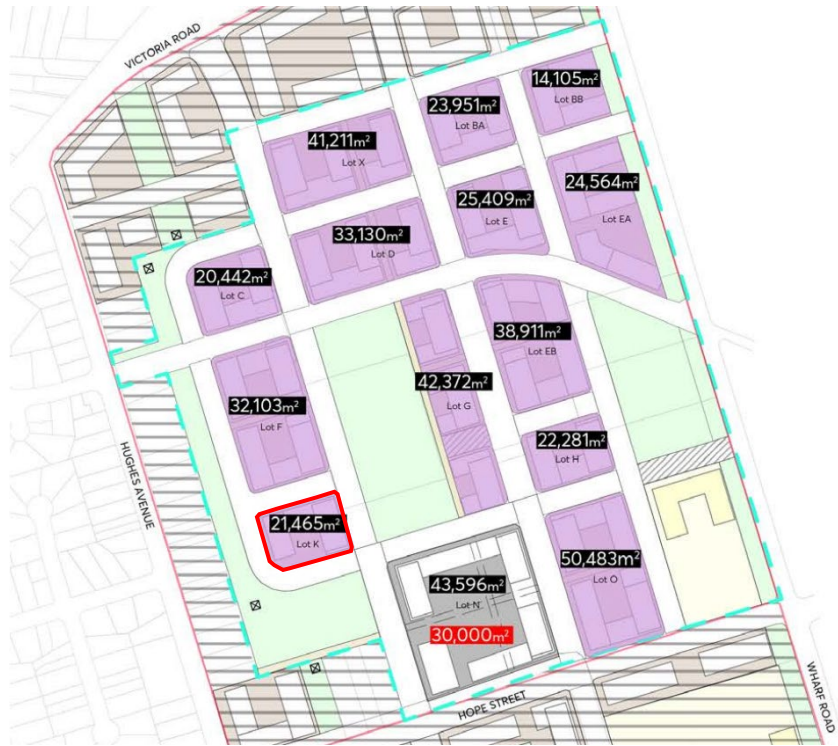 VICTORIA ROAD
14,105m²
Lot BB
23,951m²
Lot BA
41,211m²
Lot X
24,564m²
Lot EA
25,409m²
Lot E
33,130m²
Lot D
20,442m²
Lot C
38,911m²
Lot EB
42,372m²
Lot G
32,103m²
Lot F
22,281m²
Lot H
HUGHES AVENUE
21,465m²
Lot K
50,483m²
Lot O
43,596m²
Lot N
30,000m²
WHARF ROAD
HOPE STREET